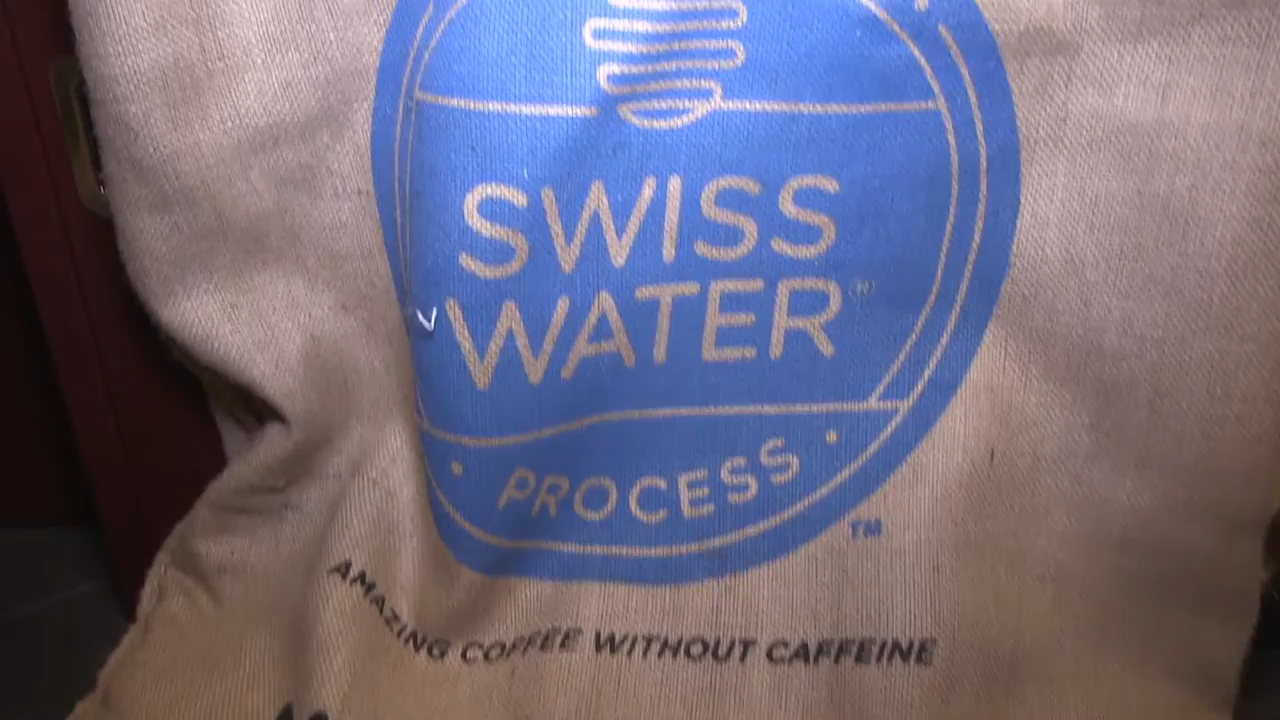 SWISS
WATER®
• PROCESS •
TM
AMAZING COFFEE WITHOUT CAFFEINE